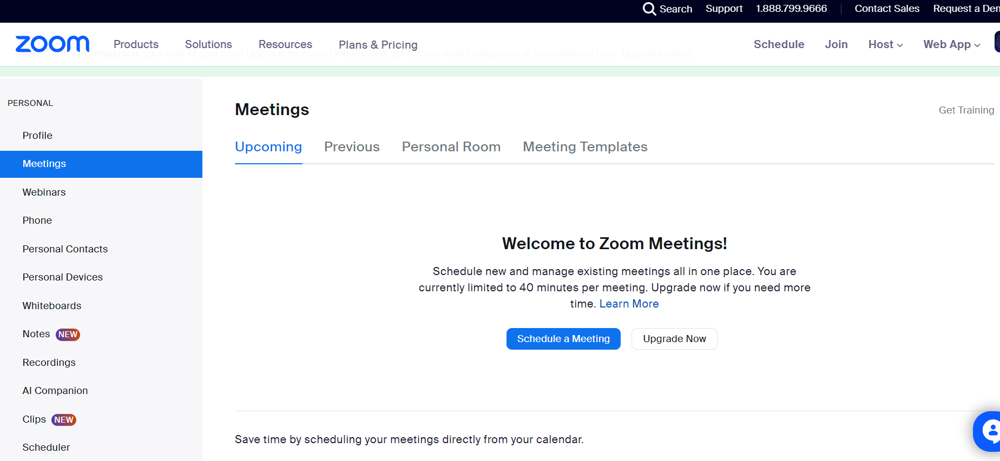 Search Support 1.888.799.9666 Contact Sales Request a Dem
zoom Products Solutions Resources Plans & Pricing Schedule Join Host Web App
Meet Zoom AI Companion, your new AI assistant! Upgrade to Zoom One Pro and get access to AI Companion at no additional cost. Upgrade today
PERSONAL
Profile
Meetings
Webinars
Phone
Personal Contacts
Personal Devices
Whiteboards
Notes NEW
Recordings
AI Companion
Clips NEW
Scheduler
Meetings
Get Training
Upcoming Previous Personal Room Meeting Templates
Welcome to Zoom Meetings!
Schedule new and manage existing meetings all in one place. You are
currently limited to 40 minutes per meeting. Upgrade now if you need more
time. Learn More
Schedule a Meeting Upgrade Now
Save time by scheduling your meetings directly from your calendar.